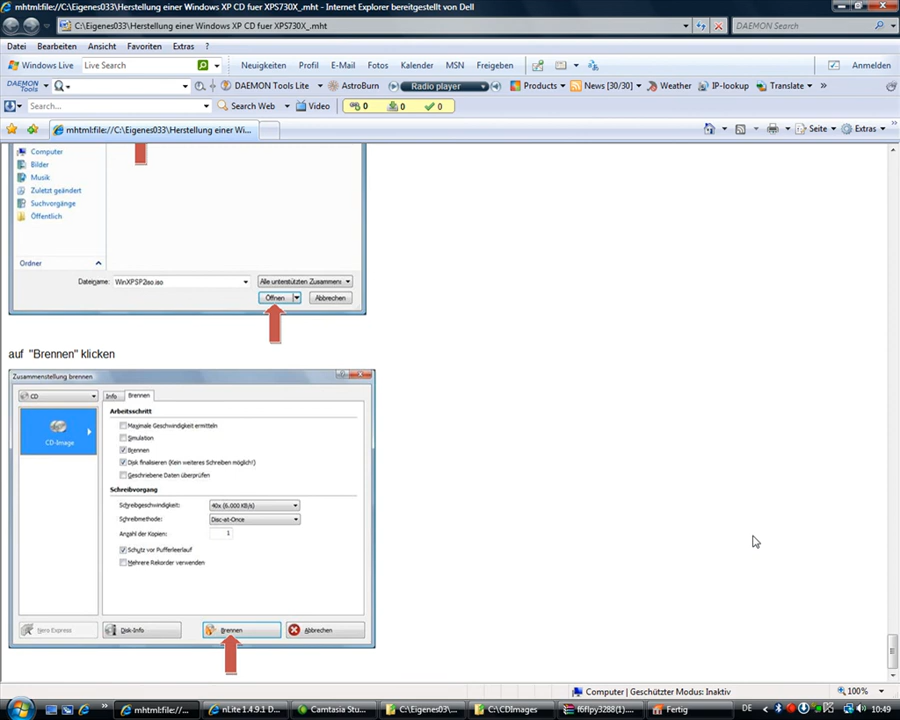 mhtml:file://C:\Eigenes033\Herstellung einer Windows XP CD fuer XPS730X_.mht - Internet Explorer bereitgestellt von Dell
C:\Eigenes033\Herstellung einer Windows XP CD fuer XPS730X_.mht
DAEMON Search
Datei Bearbeiten Ansicht Favoriten Extras ?
Windows Live Live Search Neuigkeiten Profil E-Mail Fotos Kalender MSN Freigeben Anmelden
DAEMON Tools DAEMON Tools Lite AstroBurn Radio player Products News [30/30] Weather IP-lookup Translate
Search... Search Web Video 0 0 0
mhtml:file://C:\Eigenes033\Herstellung einer Wi... Seite Extras
Computer
Bilder
Musik
Zuletzt geändert
Suchvorgänge
Öffentlich
Ordner
Dateiname: WinXPSP2iso.iso Alle unterstützten Zusammen
Öffnen Abbrechen
auf "Brennen" klicken
Zusammenstellung brennen
CD Info Brennen
CD-Image
Arbeitsschritt
Maximale Geschwindigkeit ermitteln
Simulation
Brennen
Disk finalisieren (Kein weiteres Schreiben möglich!)
Geschriebene Daten überprüfen
Schreibvorgang
Schreibgeschwindigkeit: 40x (6.000 KB/s)
Schreibmethode: Disc-at-Once
Anzahl der Kopien: 1
Schutz vor Pufferleerlauf
Mehrere Rekorder verwenden
Nero Express Disk-Info Brennen Abbrechen
Computer | Geschützter Modus: Inaktiv 100%
mhtml:file://... nLite 1.4.9.1 D... Camtasia Stu... C:\Eigenes03\... C:\CDImages f6flpy3288(1)... Fertig DE 10:49